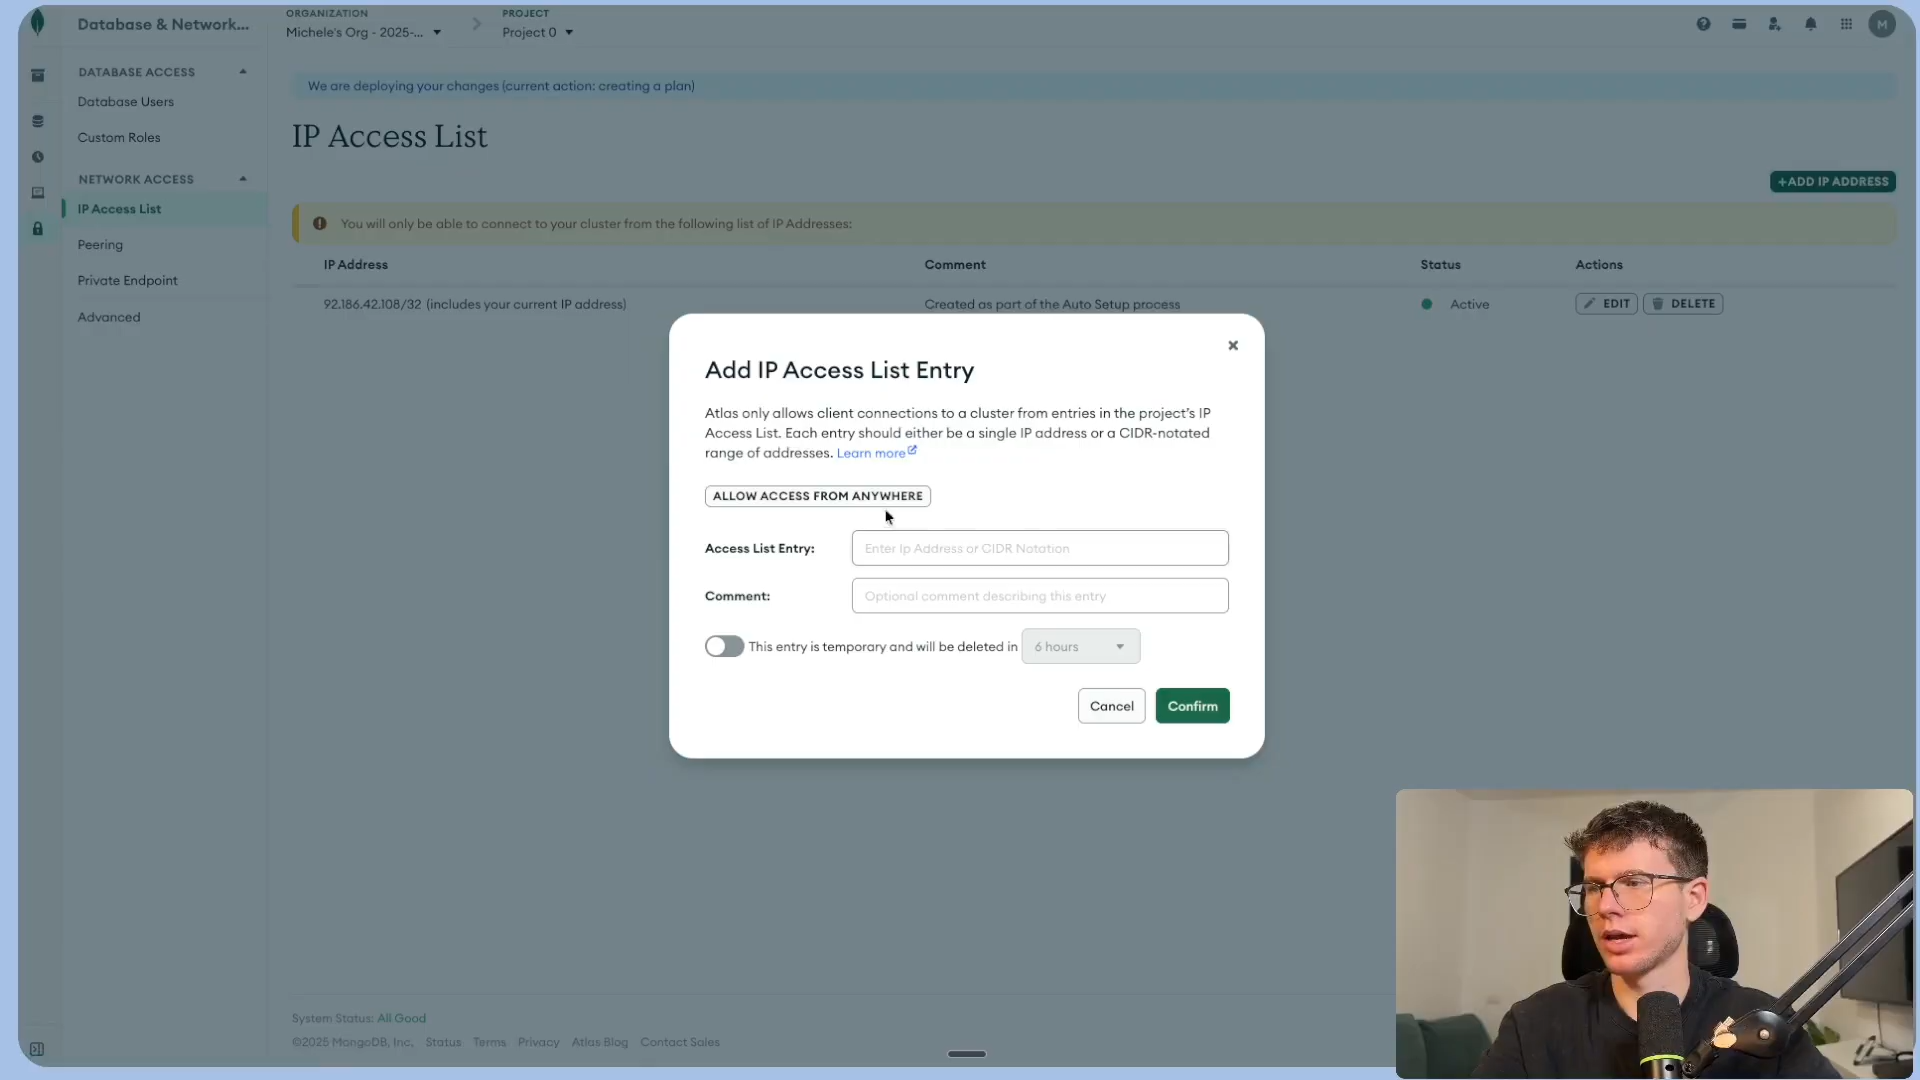 Database & Network...
ORGANIZATION
Michele's Org - 2025-...
PROJECT
Project 0
M
DATABASE ACCESS
Database Users
Custom Roles
NETWORK ACCESS
IP Access List
Peering
Private Endpoint
Advanced
We are deploying your changes (current action: creating a plan)
IP Access List
+ADD IP ADDRESS
You will only be able to connect to your cluster from the following list of IP Addresses:
IP Address Comment Status Actions
92.186.42.108/32 (includes your current IP address) Created as part of the Auto Setup process Active EDIT DELETE
Add IP Access List Entry
Atlas only allows client connections to a cluster from entries in the project's IP
Access List. Each entry should either be a single IP address or a CIDR-notated
range of addresses. Learn more
ALLOW ACCESS FROM ANYWHERE
Access List Entry: Enter Ip Address or CIDR Notation
Comment: Optional comment describing this entry
This entry is temporary and will be deleted in 6 hours
Cancel Confirm
System Status: All Good
©2025 MongoDB, Inc. Status Terms Privacy Atlas Blog Contact Sales